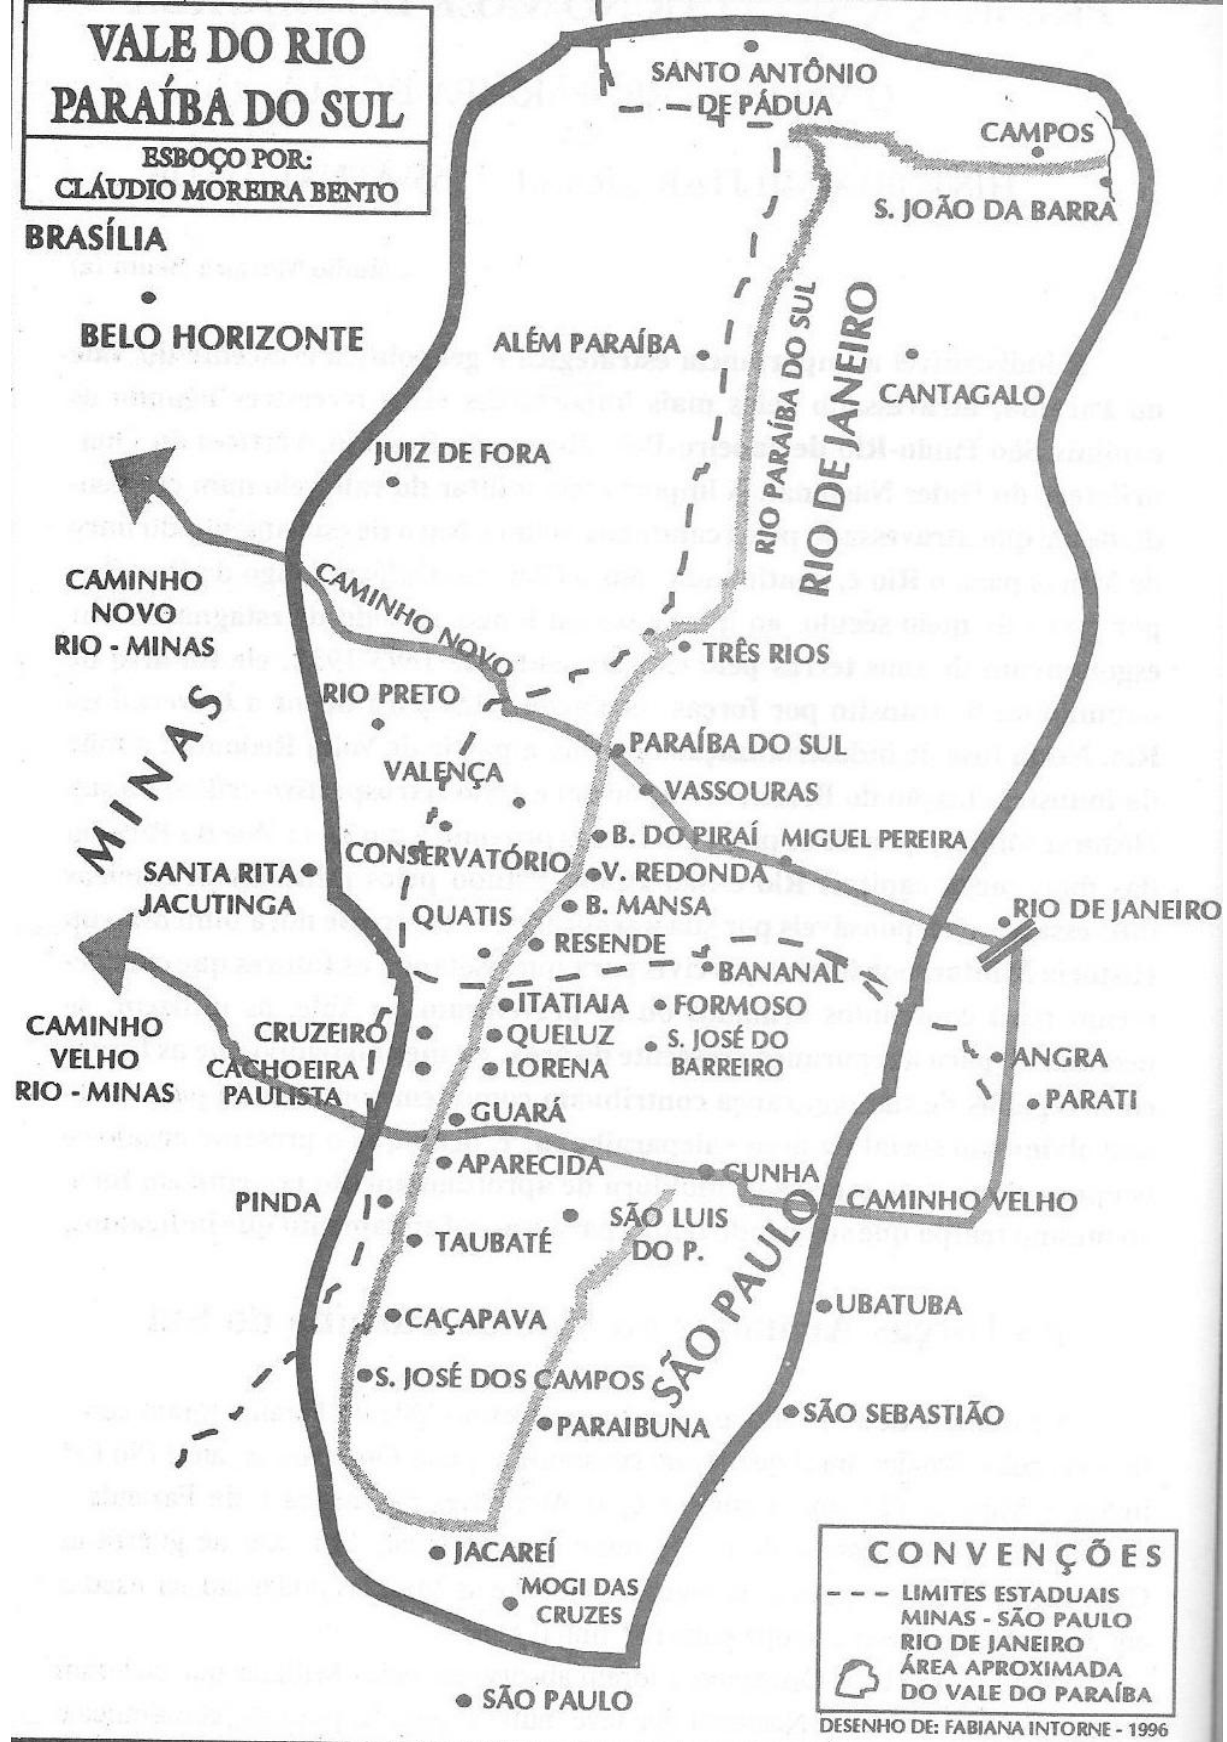 VALE DO RIO
PARAÍBA DO SUL
ESBOÇO POR:
CLÁUDIO MOREIRA BENTO
SANTO ANTÔNIO
DE PÁDUA
CAMPOS
S. JOÃO DA BARRA
BRASÍLIA
BELO HORIZONTE
ALÉM PARAÍBA
RIO PARAÍBA DO SUL
RIO DE JANEIRO
CANTAGALO
JUIZ DE FORA
CAMINHO
NOVO
RIO - MINAS
CAMINHO NOVO
TRÊS RIOS
RIO PRETO
MINAS
PARAÍBA DO SUL
VALENÇA
VASSOURAS
B. DO PIRAÍ
MIGUEL PEREIRA
CONSERVATÓRIO
SANTA RITA
JACUTINGA
V. REDONDA
B. MANSA
QUATIS
RIO DE JANEIRO
RESENDE
BANANAL
ITATIAIA
FORMOSO
CAMINHO
VELHO
RIO - MINAS
CRUZEIRO
QUELUZ
S. JOSÉ DO
BARREIRO
ANGRA
CACHOEIRA
PAULISTA
LORENA
PARATI
GUARÁ
APARECIDA
CUNHA
CAMINHO VELHO
PINDA
SÃO LUIS
DO P.
TAUBATÉ
SÃO PAULO
UBATUBA
CAÇAPAVA
S. JOSÉ DOS CAMPOS
PARAIBUNA
SÃO SEBASTIÃO
JACAREÍ
MOGI DAS
CRUZES
SÃO PAULO
CONVENÇÕES
LIMITES ESTADUAIS
MINAS - SÃO PAULO
RIO DE JANEIRO
ÁREA APROXIMADA
DO VALE DO PARAÍBA
DESENHO DE: FABIANA INTORNE - 1996